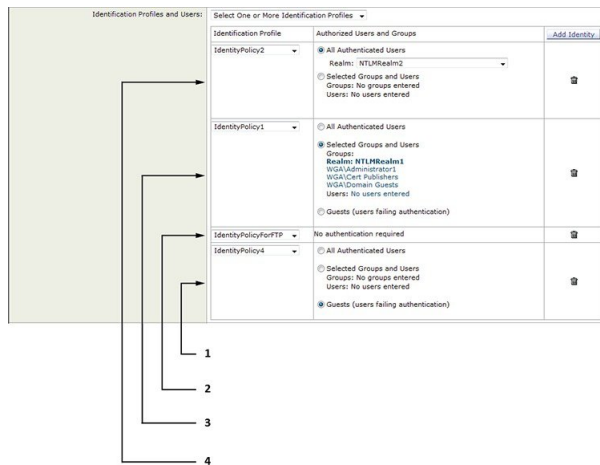 Identification Profiles and Users:
Select One or More Identification Profiles
Identification Profile
Authorized Users and Groups
Add Identity
IdentityPolicy2
All Authenticated Users
Realm: NTLMRealm2
Selected Groups and Users
Groups: No groups entered
Users: No users entered
IdentityPolicy1
All Authenticated Users
Selected Groups and Users
Groups:
Realm: NTLMRealm1
WGA\Administrator1
WGA\Cert Publishers
WGA\Domain Guests
Users: No users entered
Guests (users failing authentication)
IdentityPolicyForFTP
No authentication required
IdentityPolicy4
All Authenticated Users
Selected Groups and Users
Groups: No groups entered
Users: No users entered
Guests (users failing authentication)
1
2
3
4